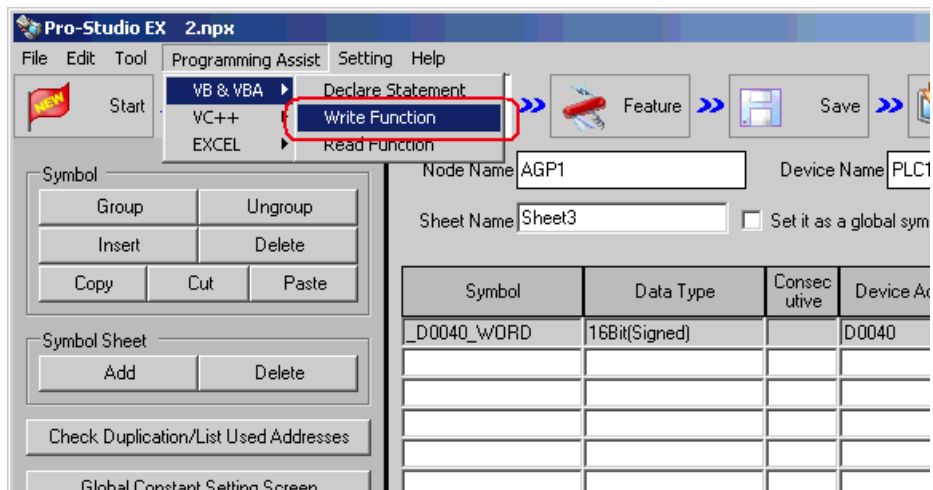 Pro-Studio EX 2.npx
File Edit Tool Programming Assist Setting Help
VB & VBA Declare Statement
NEW Start Feature Save
VC++ Write Function
EXCEL Read Function
Node Name AGP1 Device Name PLC1
Symbol
Group Ungroup
Sheet Name Sheet3 Set it as a global sym
Insert Delete
Copy Cut Paste
Symbol Data Type Consec
utive Device Ad
_D0040_WORD 16Bit(Signed) D0040
Symbol Sheet
Add Delete
Check Duplication/List Used Addresses
Global Constant Setting Screen